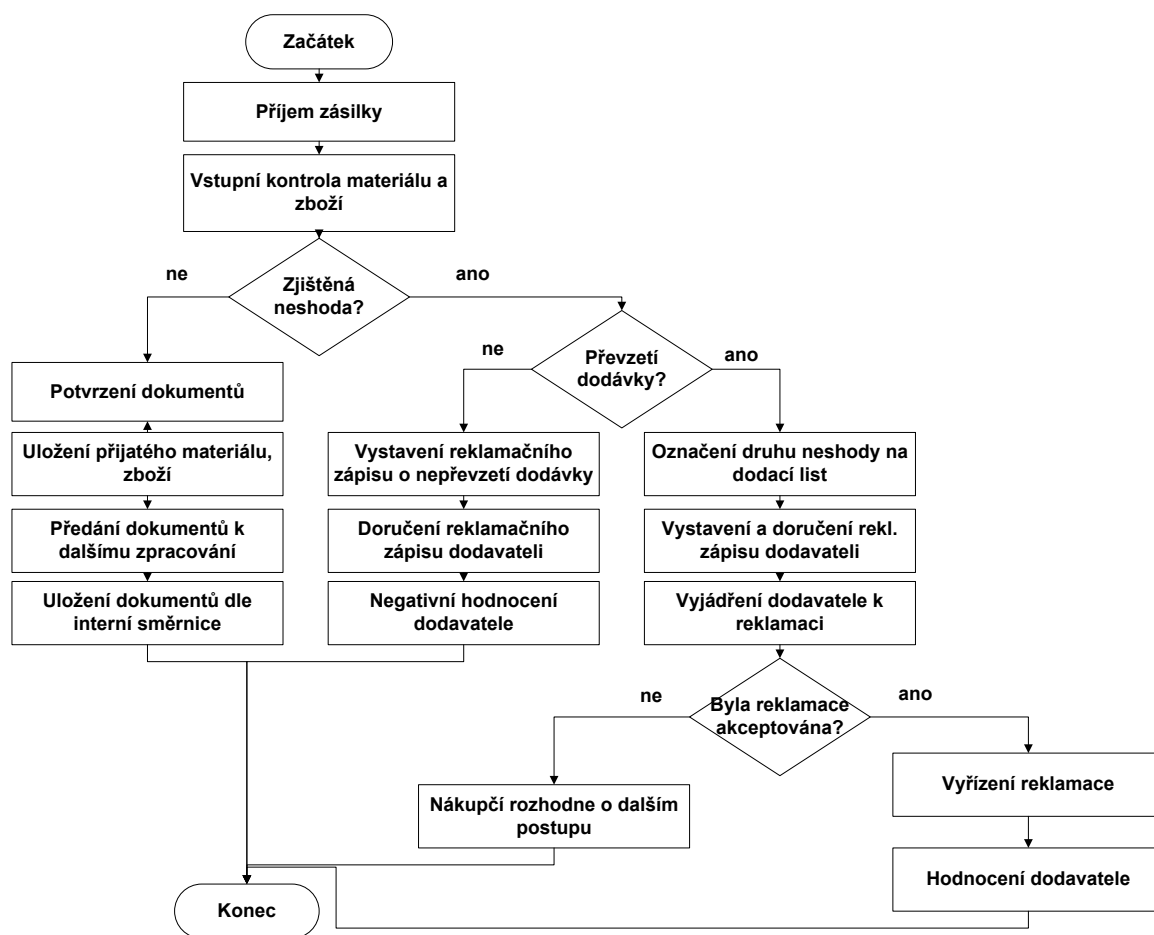 Začátek
Příjem zásilky
Vstupní kontrola materiálu a
zboží
ne
ano
Zjištěná
neshoda?
ne
ano
Převzetí
dodávky?
Potvrzení dokumentů
Uložení přijatého materiálu,
zboží
Vystavení reklamačního
zápisu o nepřevzetí dodávky
Označení druhu neshody na
dodací list
Předání dokumentů k
dalšímu zpracování
Doručení reklamačního
zápisu dodavateli
Vystavení a doručení rekl.
zápisu dodavateli
Uložení dokumentů dle
interní směrnice
Negativní hodnocení
dodavatele
Vyjádření dodavatele k
reklamaci
ne
ano
Byla reklamace
akceptována?
Vyřízení reklamace
Nákupčí rozhodne o dalším
postupu
Hodnocení dodavatele
Konec